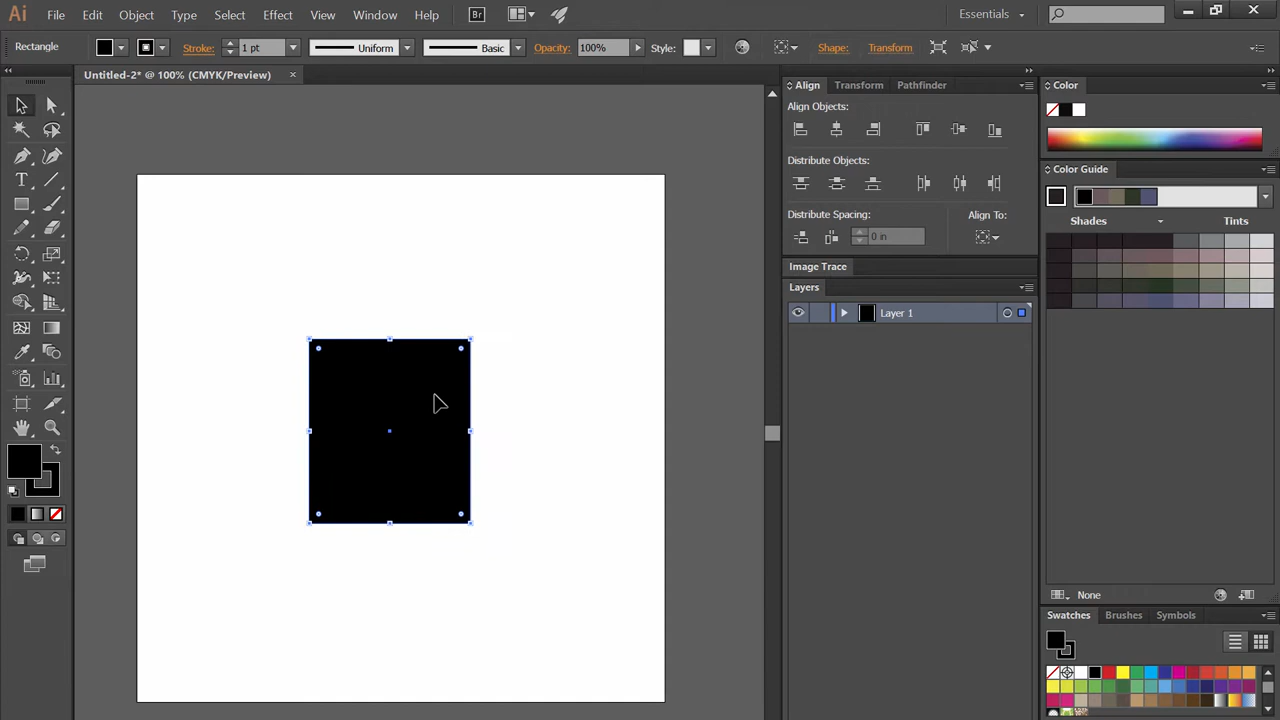 Ai File Edit Object Type Select Effect View Window Help Br Essentials
Rectangle Stroke: 1 pt Uniform Basic Opacity: 100% Style: Shape: Transform
Untitled-2* @ 100% (CMYK/Preview)
Align Transform Pathfinder
Align Objects:
Distribute Objects:
Distribute Spacing: Align To:
0 in
Image Trace
Layers
Layer 1
Color
Color Guide
Shades Tints
None
Swatches Brushes Symbols
T